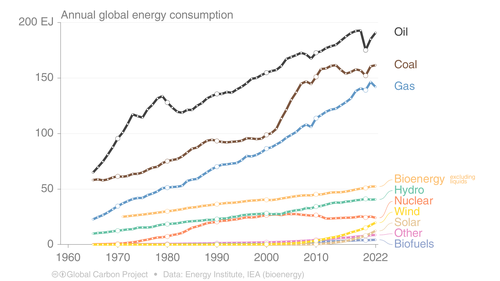 Annual global energy consumption
200 EJ
150
100
50
0
1960
1970
1980
1990
2000
2010
2022
Oil
Coal
Gas
Bioenergy excluding liquids
Hydro
Nuclear
Wind
Solar
Other
Biofuels
Global Carbon Project • Data: Energy Institute, IEA (bioenergy)